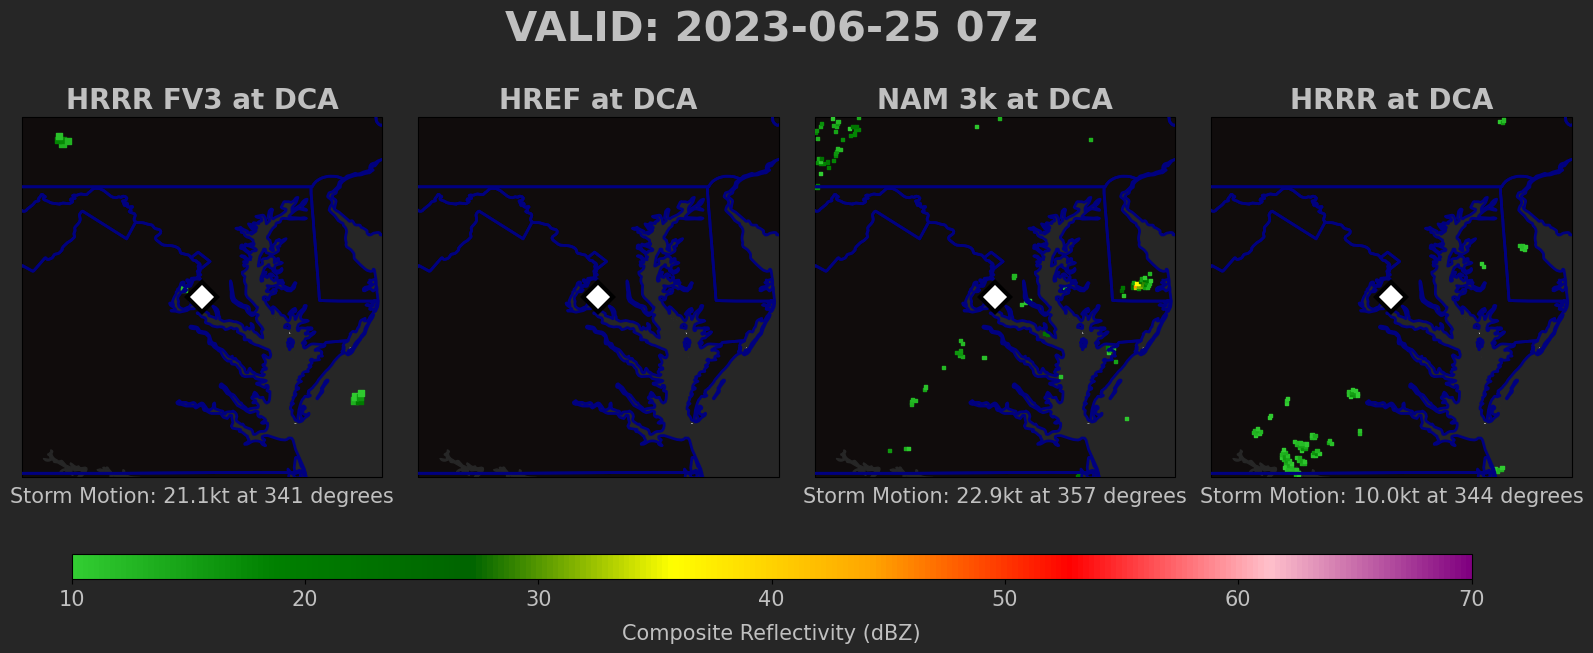 VALID: 2023-06-25 07z
HRRR FV3 at DCA
HREF at DCA
NAM 3k at DCA
HRRR at DCA
Storm Motion: 21.1kt at 341 degrees
Storm Motion: 22.9kt at 357 degrees
Storm Motion: 10.0kt at 344 degrees
10 20 30 40 50 60 70
Composite Reflectivity (dBZ)